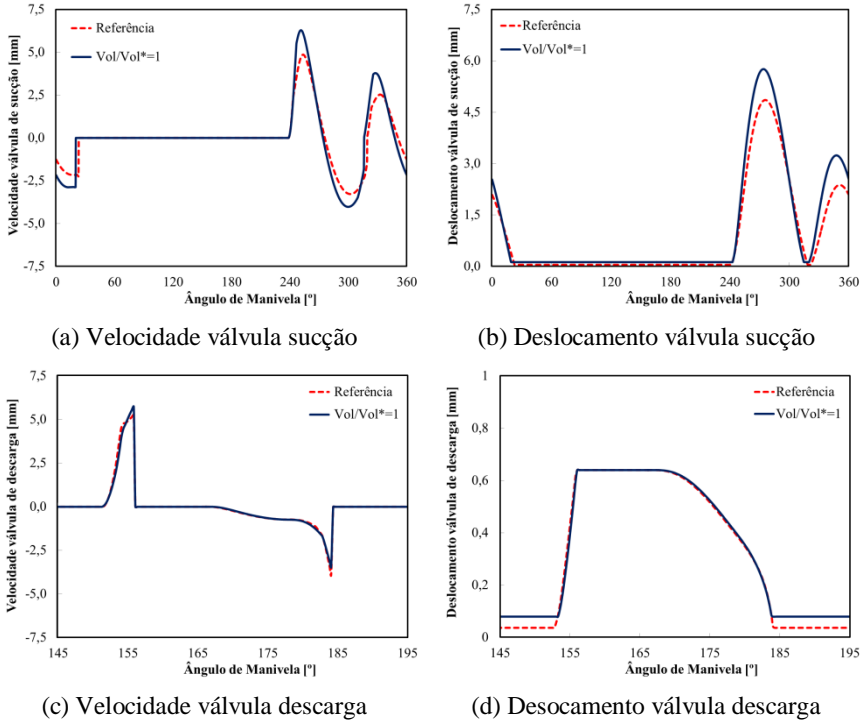 Velocidade válvula de sucção [mm]
7,5
5,0
2,5
0,0
-2,5
-5,0
-7,5
Referência
Vol/Vol*=1
0 60 120 180 240 300 360
Ângulo de Manivela [º]
(a) Velocidade válvula sucção
Deslocamento válvula de sucção [mm]
7,5
6,0
4,5
3,0
1,5
0,0
Referência
Vol/Vol*=1
0 60 120 180 240 300 360
Ângulo de Manivela [º]
(b) Deslocamento válvula sucção
Velocidade válvula de descarga [mm]
7,5
5,0
2,5
0,0
-2,5
-5,0
-7,5
Referência
Vol/Vol*=1
145 155 165 175 185 195
Ângulo de Manivela [º]
(c) Velocidade válvula descarga
Deslocamento válvula de descarga [mm]
1
0,8
0,6
0,4
0,2
0
Referência
Vol/Vol*=1
145 155 165 175 185 195
Ângulo de Manivela [º]
(d) Desocamento válvula descarga